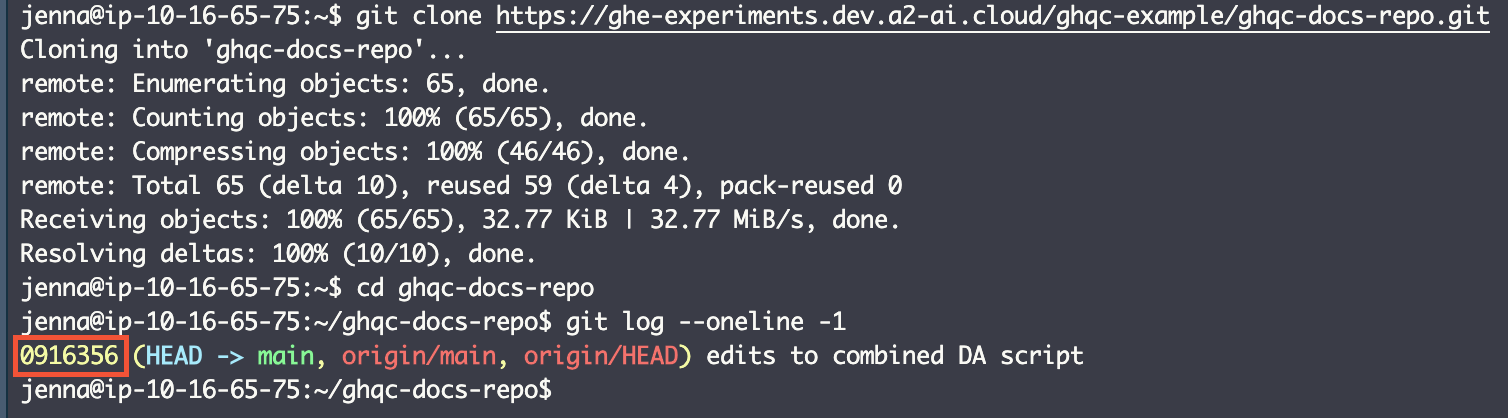 jenna@ip-10-16-65-75:~$ git clone https://ghe-experiments.dev.a2-ai.cloud/ghqc-example/ghqc-docs-repo.git
Cloning into 'ghqc-docs-repo'...
remote: Enumerating objects: 65, done.
remote: Counting objects: 100% (65/65), done.
remote: Compressing objects: 100% (46/46), done.
remote: Total 65 (delta 10), reused 59 (delta 4), pack-reused 0
Receiving objects: 100% (65/65), 32.77 KiB | 32.77 MiB/s, done.
Resolving deltas: 100% (10/10), done.
jenna@ip-10-16-65-75:~$ cd ghqc-docs-repo
jenna@ip-10-16-65-75:~/ghqc-docs-repo$ git log --oneline -1
0916356 (HEAD -> main, origin/main, origin/HEAD) edits to combined DA script
jenna@ip-10-16-65-75:~/ghqc-docs-repo$